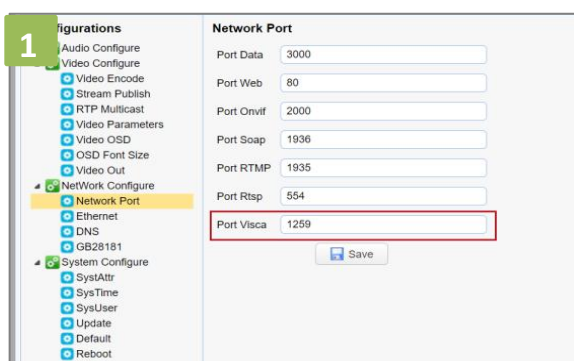 1
figurations
Audio Configure
Video Configure
Video Encode
Stream Publish
RTP Multicast
Video Parameters
Video OSD
OSD Font Size
Video Out
NetWork Configure
Network Port
Ethernet
DNS
GB28181
System Configure
SystAttr
SysTime
SysUser
Update
Default
Reboot
Network Port
Port Data 3000
Port Web 80
Port Onvif 2000
Port Soap 1936
Port RTMP 1935
Port Rtsp 554
Port Visca 1259
Save